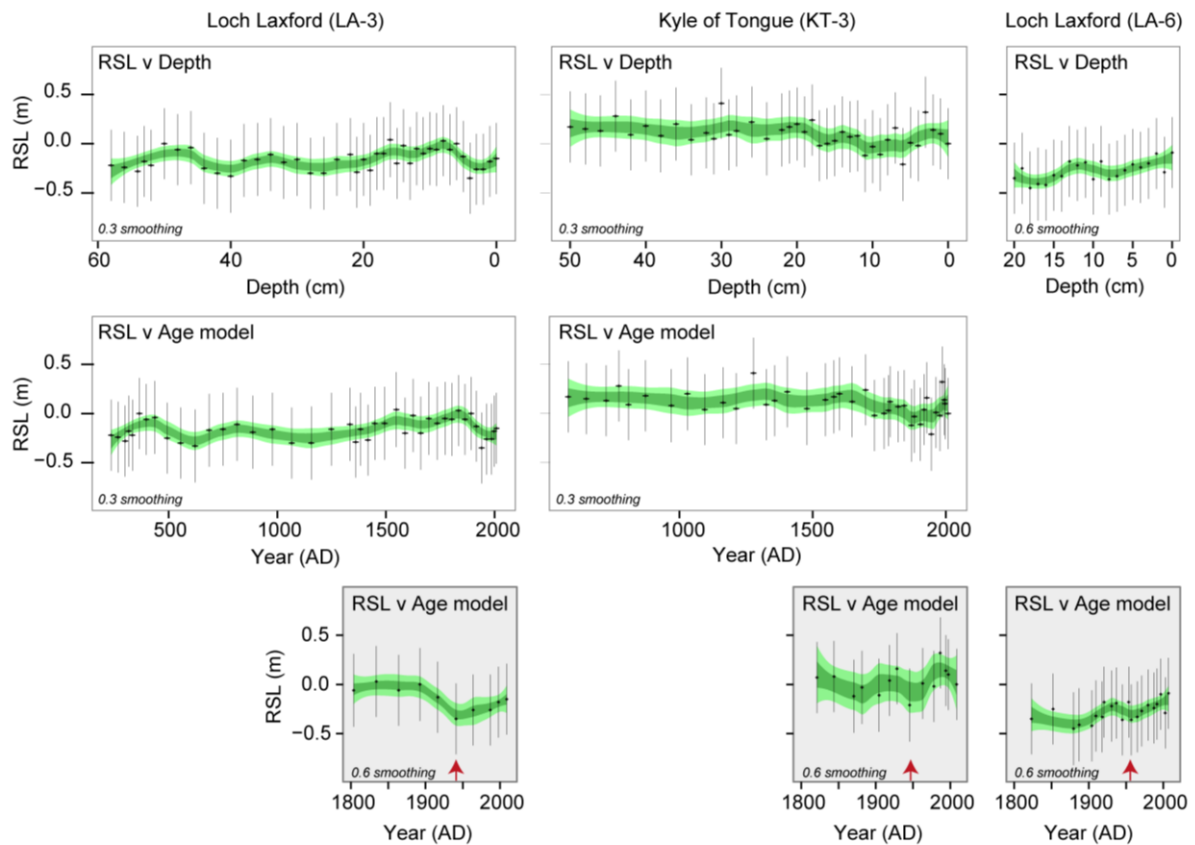 Loch Laxford (LA-3)
Kyle of Tongue (KT-3)
Loch Laxford (LA-6)
RSL v Depth
RSL v Depth
RSL v Depth
RSL (m)
0.5
0.0
−0.5
0.3 smoothing
0.3 smoothing
0.6 smoothing
60 40 20 0
50 40 30 20 10 0
20 15 10 5 0
Depth (cm)
Depth (cm)
Depth (cm)
RSL v Age model
RSL v Age model
RSL (m)
0.5
0.0
−0.5
0.3 smoothing
0.3 smoothing
500 1000 1500 2000
1000 1500 2000
Year (AD)
Year (AD)
RSL v Age model
RSL v Age model
RSL v Age model
RSL (m)
0.5
0.0
−0.5
0.6 smoothing
0.6 smoothing
0.6 smoothing
1800 1900 2000
1800 1900 2000
1800 1900 2000
Year (AD)
Year (AD)
Year (AD)